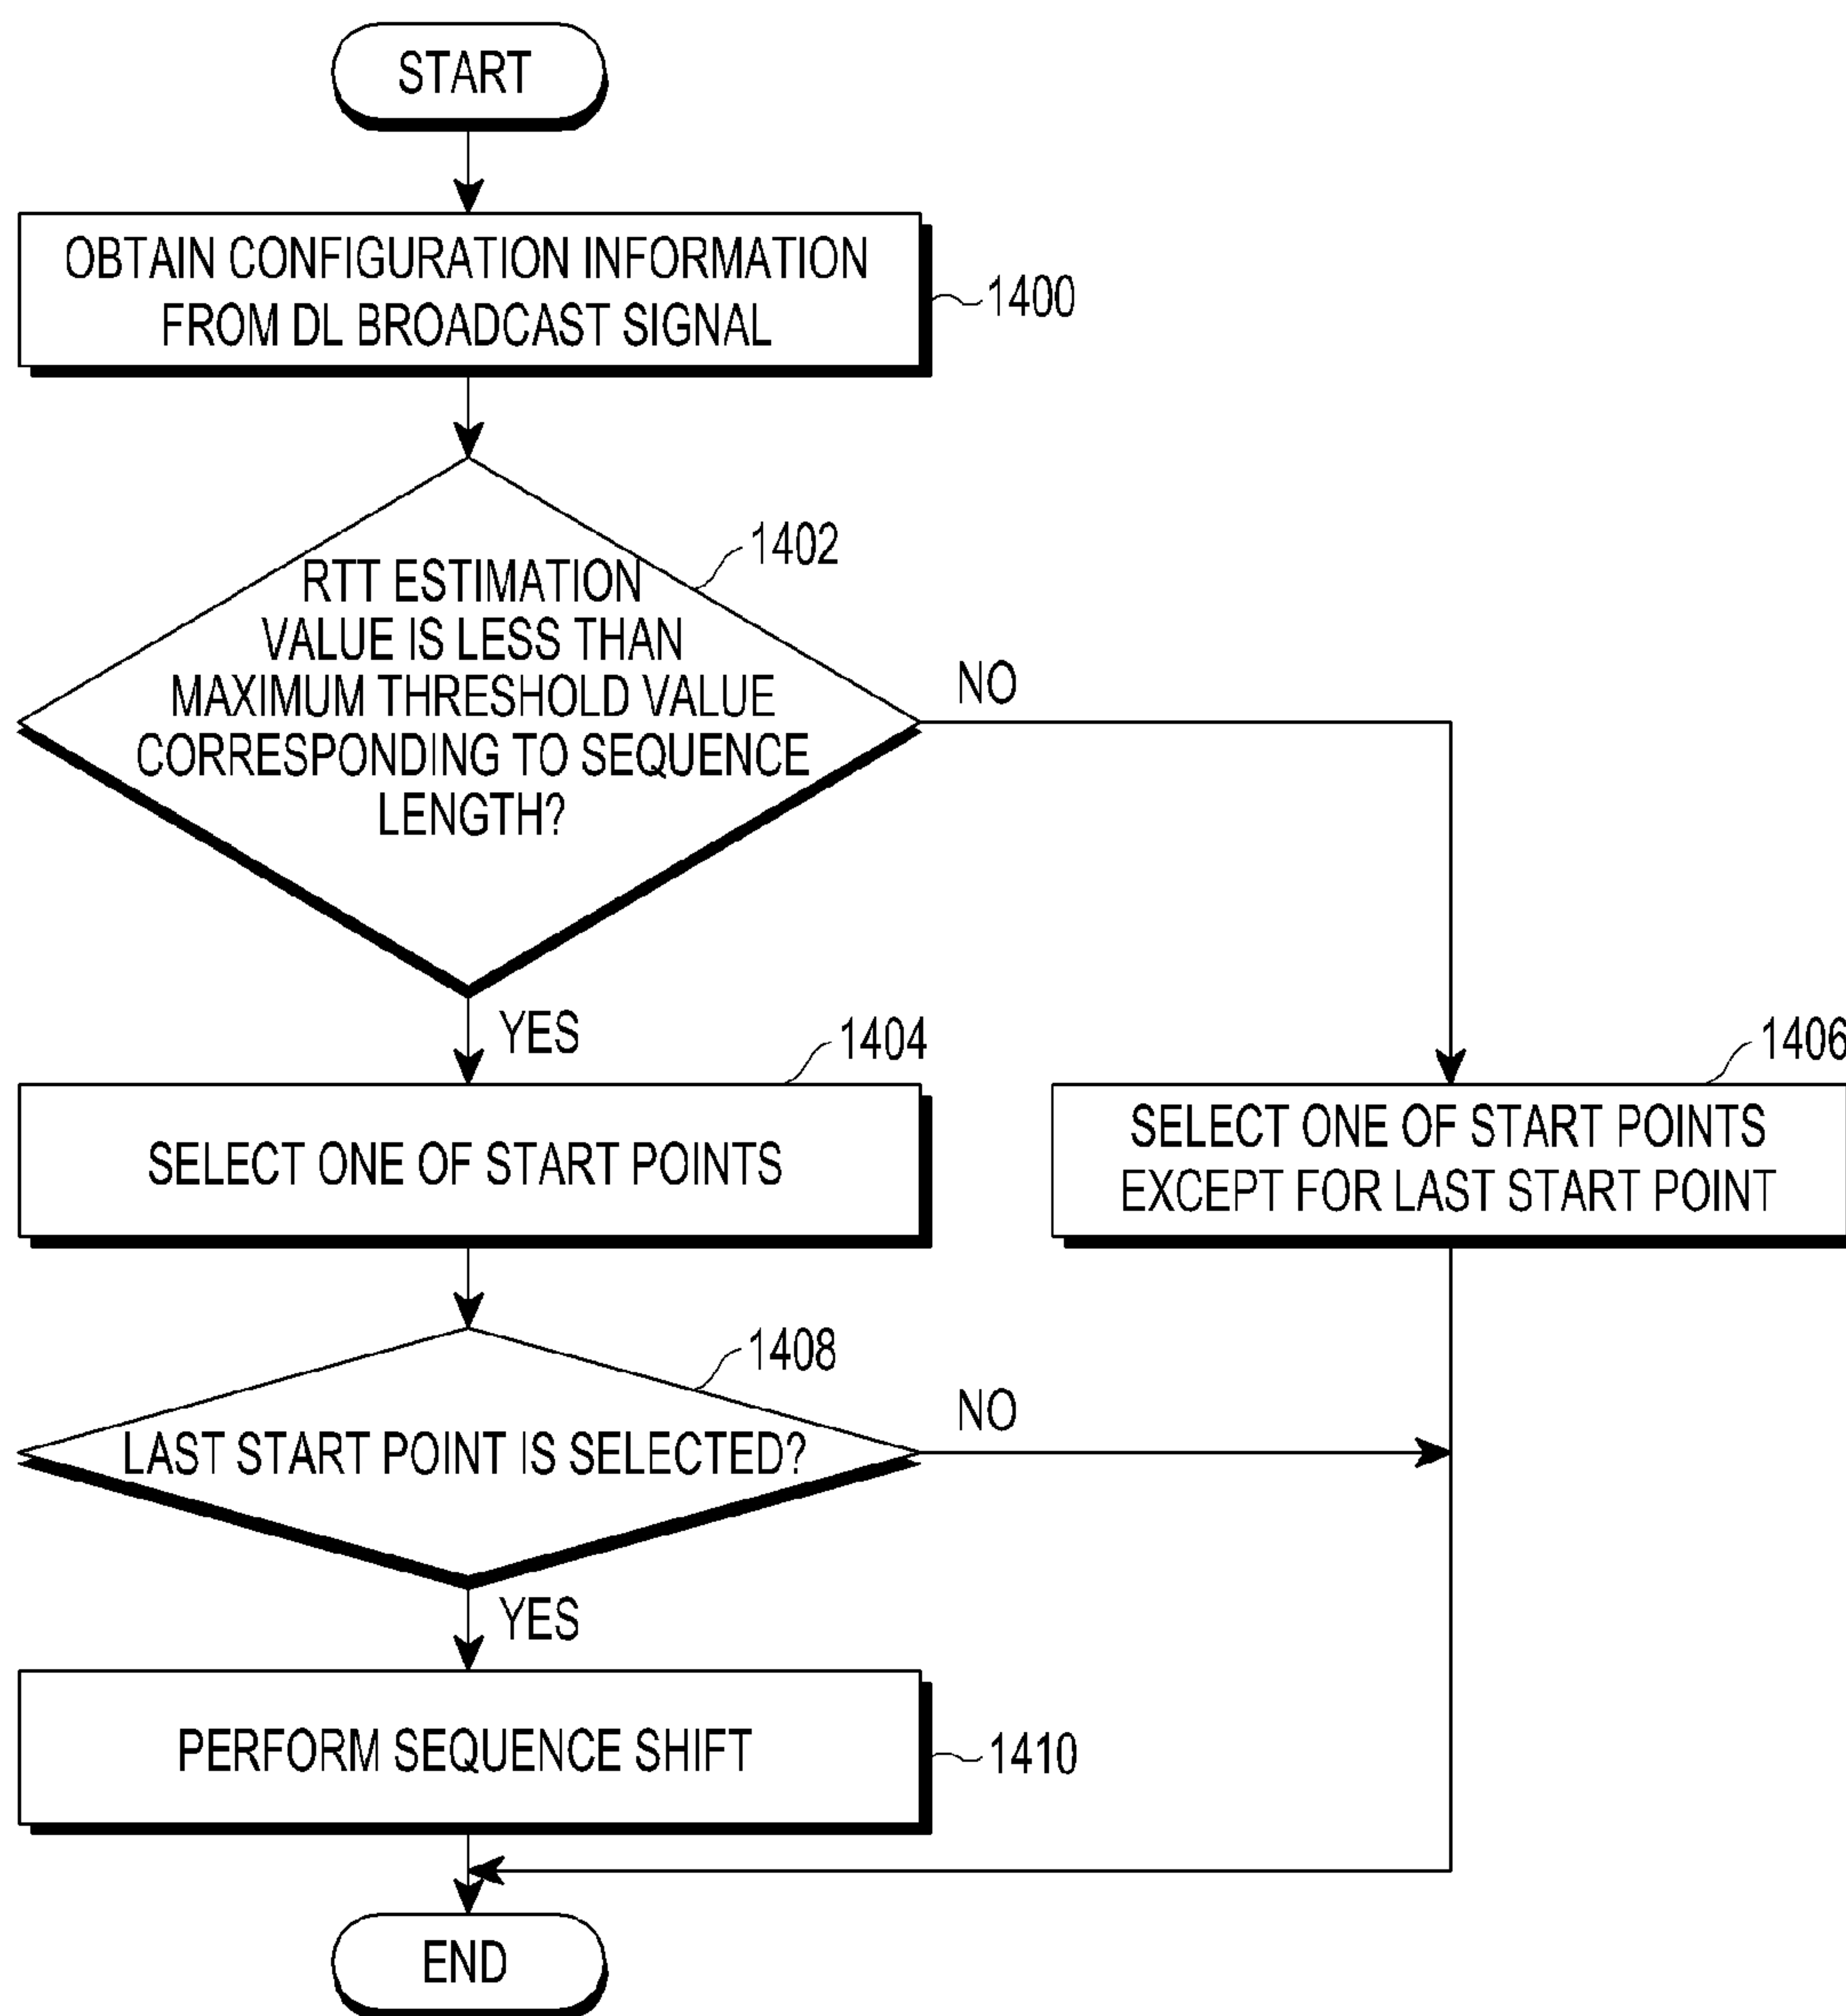 START
OBTAIN CONFIGURATION INFORMATION
FROM DL BROADCAST SIGNAL
1400
1402
RTT ESTIMATION
VALUE IS LESS THAN
MAXIMUM THRESHOLD VALUE
CORRESPONDING TO SEQUENCE
LENGTH?
NO
YES
1404
SELECT ONE OF START POINTS
1406
SELECT ONE OF START POINTS
EXCEPT FOR LAST START POINT
1408
LAST START POINT IS SELECTED?
NO
YES
PERFORM SEQUENCE SHIFT
1410
END